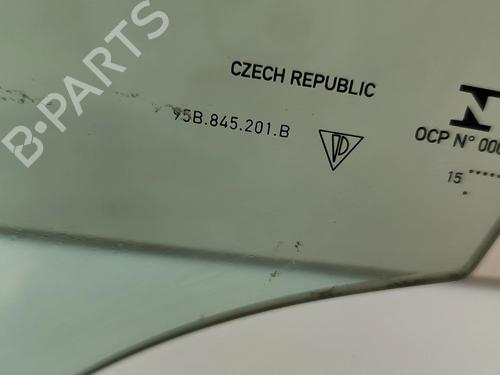 B-PARTS
CZECH REPUBLIC
95B.845.201.B
OCP N° 000
15